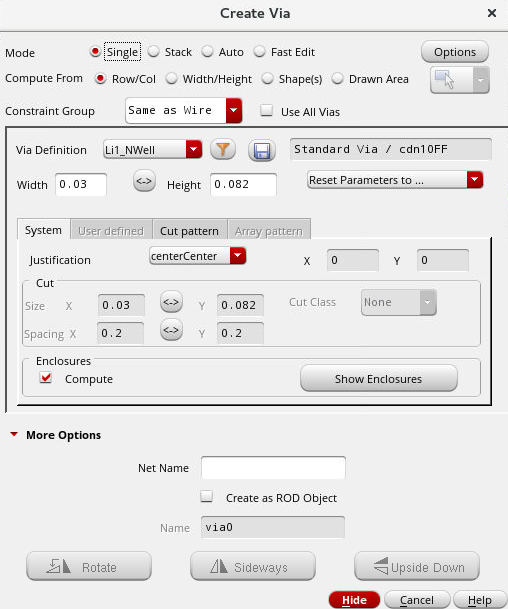 Create Via
Mode Single Stack Auto Fast Edit Options
Compute From Row/Col Width/Height Shape(s) Drawn Area
Constraint Group Same as Wire Use All Vias
Via Definition Li1_NWell Standard Via / cdn10FF
Width 0.03 <-> Height 0.082 Reset Parameters to ...
System User defined Cut pattern Array pattern
Justification centerCenter X 0 Y 0
Cut
Size X 0.03 <-> Y 0.082 Cut Class None
Spacing X 0.2 <-> Y 0.2
Enclosures
Compute Show Enclosures
More Options
Net Name
Create as ROD Object
Name via0
Rotate Sideways Upside Down
Hide Cancel Help